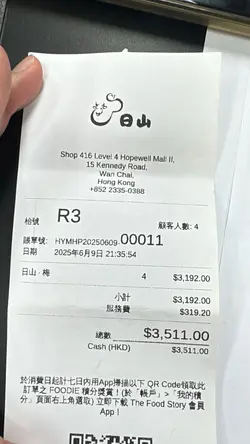 日山
Shop 416 Level 4 Hopewell Mall II,
15 Kennedy Road,
Wan Chai,
Hong Kong
+852 2335-0388
枱號 R3 顧客人數: 4
賬單號: HYMHP20250609 00011
日期 2025年6月9日 21:35:54
日山 · 梅 4 $3,192.00
小計 $3,192.00
服務費 $319.20
總數 $3,511.00
Cash (HKD) $3,511.00
於消費日起計七日內用App掃描以下 QR Code領取此
訂單之 FOODIE 積分獎賞！(於「帳戶」>「我的積
分」頁面右上角選取) 立即下載 The Food Story 會員
App！